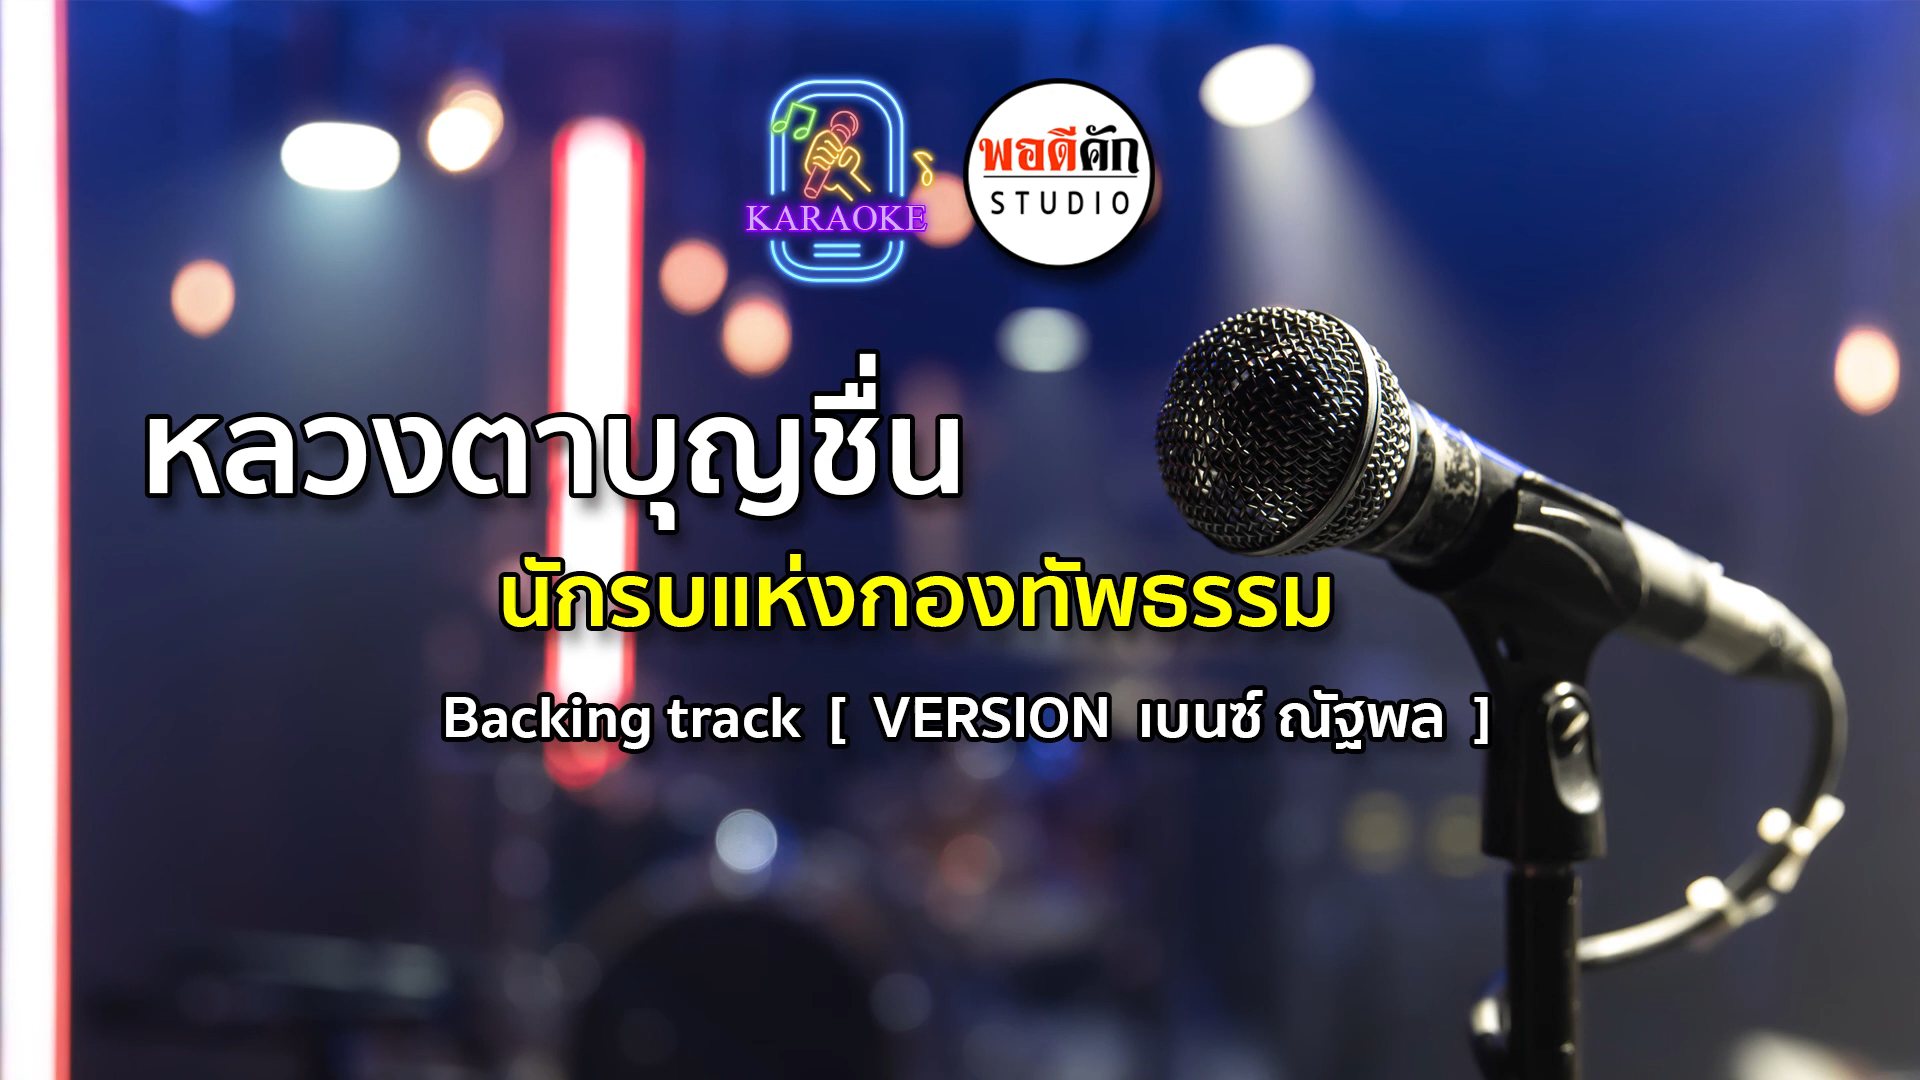 KARAOKE
พอดีคัก
STUDIO
หลวงตาบุญชื่น
นักรบแห่งกองทัพธรรม
Backing track [ VERSION เบนซ์ ณัฐพล ]